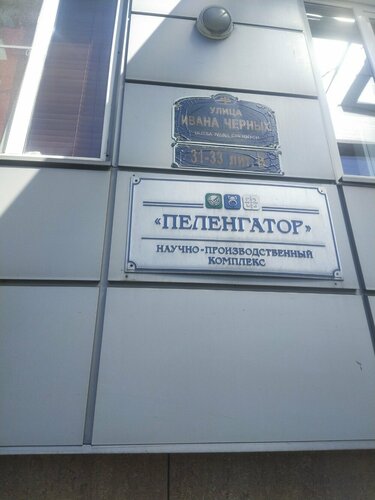 УЛИЦА
ИВАНА ЧЕРНЫХ
31-33 ЛИТ
«ПЕЛЕНГАТОР»
НАУЧНО-ПРОИЗВОДСТВЕННЫЙ
КОМПЛЕКС